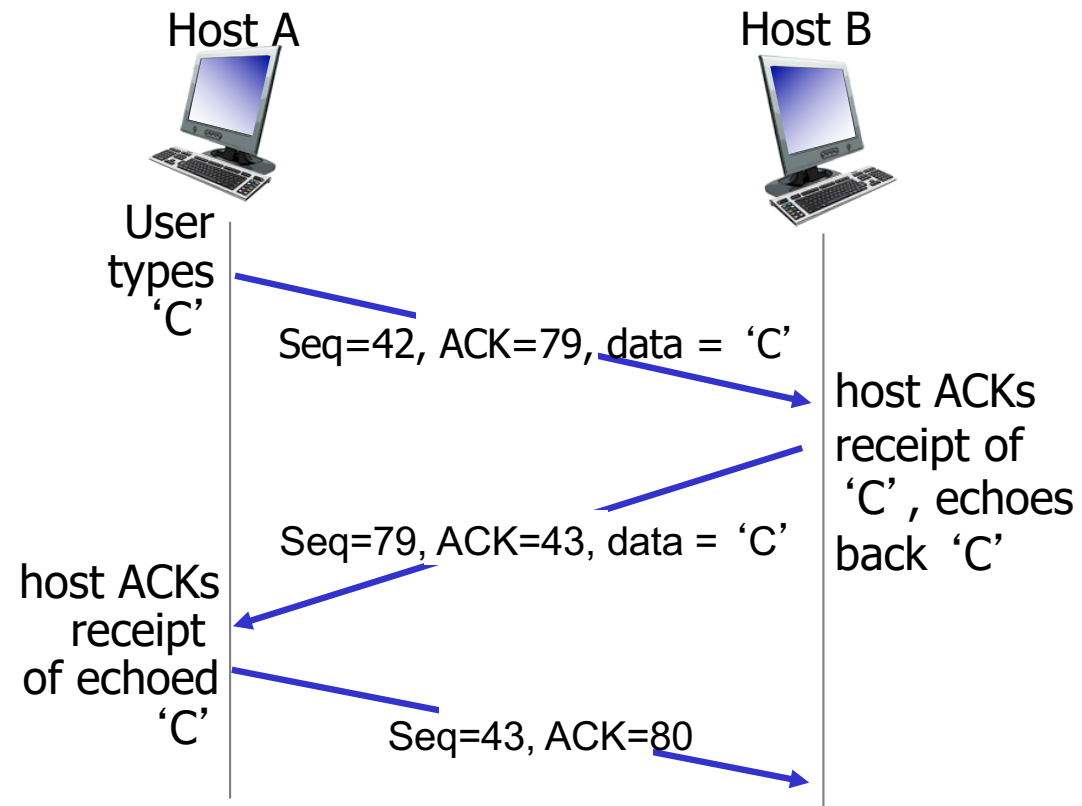 Host A
Host B
User
types
‘C’
Seq=42, ACK=79, data = ‘C’
host ACKs
receipt of
‘C’, echoes
back ‘C’
Seq=79, ACK=43, data = ‘C’
host ACKs
receipt
of echoed
‘C’
Seq=43, ACK=80